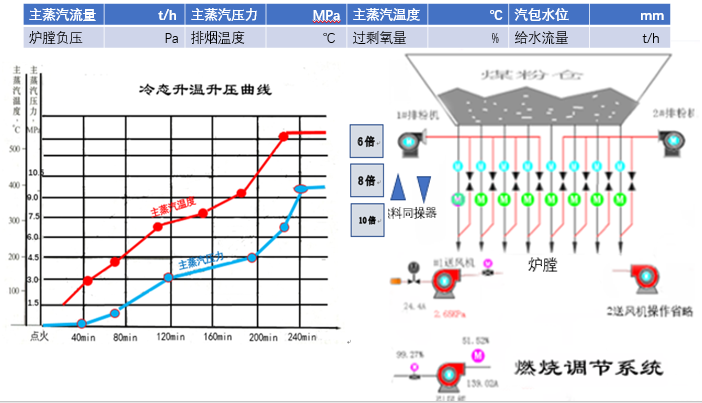 主蒸汽流量 t/h 主蒸汽压力 MPa 主蒸汽温度 ℃ 汽包水位 mm
炉膛负压 Pa 排烟温度 ℃ 过剩氧量 % 给水流量 t/h
主蒸汽温度·℃
主蒸汽压力·MPa
冷态升温升压曲线
500
400
300
200
100
10.5
9.0
7.5
6.0
4.5
3.0
1.5
主蒸汽温度
主蒸汽压力
点火 40min 80min 120min 160min 200min 240min
煤粉仓
1#排粉机
2#排粉机
6倍
8倍
10倍
给料同操器
M M M M M M M M
炉膛
#1送风机
24.4A
2.65KPa
2送风机操作省略
99.27%
51.52%
M
139.02A
燃烧调节系统